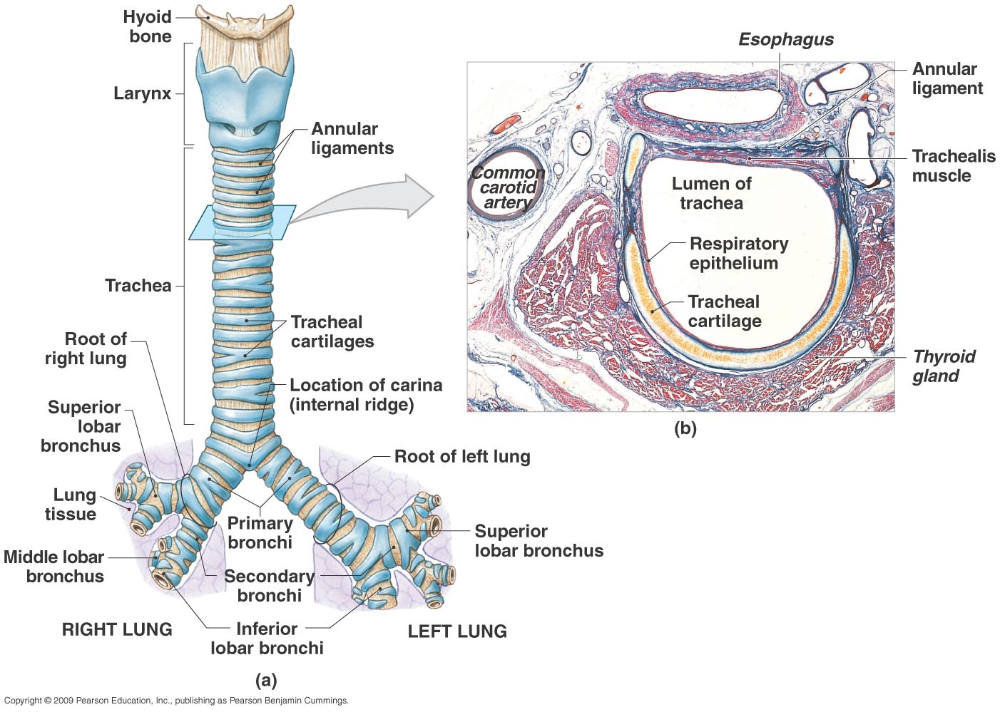 Hyoid
bone
Larynx
Annular
ligaments
Trachea
Tracheal
cartilages
Root of
right lung
Location of carina
(internal ridge)
Superior
lobar
bronchus
Root of left lung
Lung
tissue
Primary
bronchi
Superior
lobar bronchus
Middle lobar
bronchus
Secondary
bronchi
RIGHT LUNG
Inferior
lobar bronchi
LEFT LUNG
(a)
Esophagus
Annular
ligament
Trachealis
muscle
Common
carotid
artery
Lumen of
trachea
Respiratory
epithelium
Tracheal
cartilage
Thyroid
gland
(b)
Copyright © 2009 Pearson Education, Inc., publishing as Pearson Benjamin Cummings.